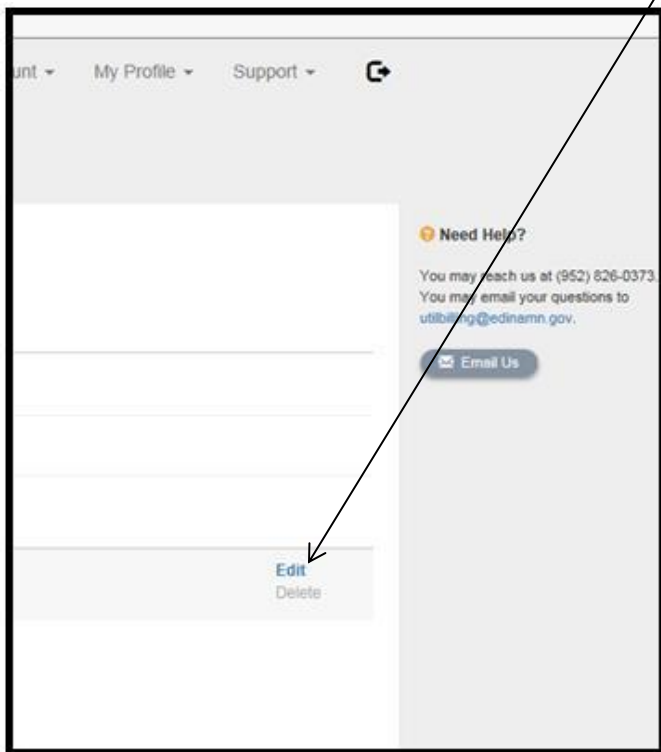 unt My Profile Support
Need Help?
You may reach us at (952) 826-0373.
You may email your questions to
utilbilling@edinamn.gov.
Email Us
Edit
Delete